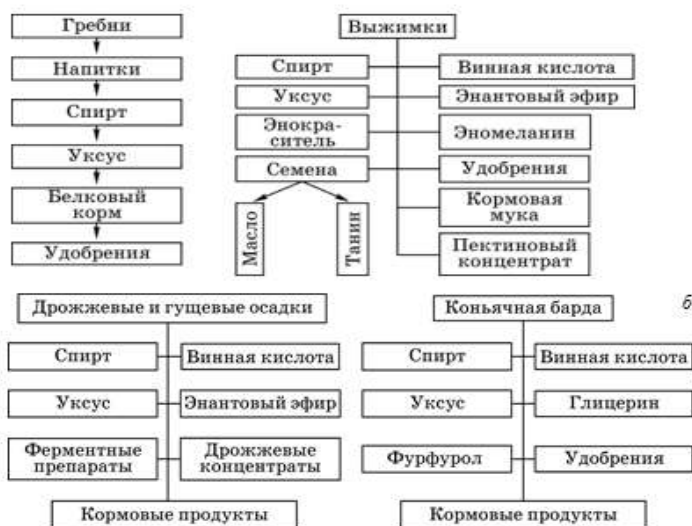 Гребни
Напитки
Спирт
Уксус
Белковый
корм
Удобрения
Выжимки
Спирт
Винная кислота
Уксус
Энантовый эфир
Энокра-
ситель
Эномеланин
Семена
Удобрения
Масло
Танин
Кормовая
мука
Пектиновый
концентрат
Дрожжевые и гущевые осадки
Спирт
Винная кислота
Уксус
Энантовый эфир
Ферментные
препараты
Дрожжевые
концентраты
Кормовые продукты
Коньячная барда
б
Спирт
Винная кислота
Уксус
Глицерин
Фурфурол
Удобрения
Кормовые продукты